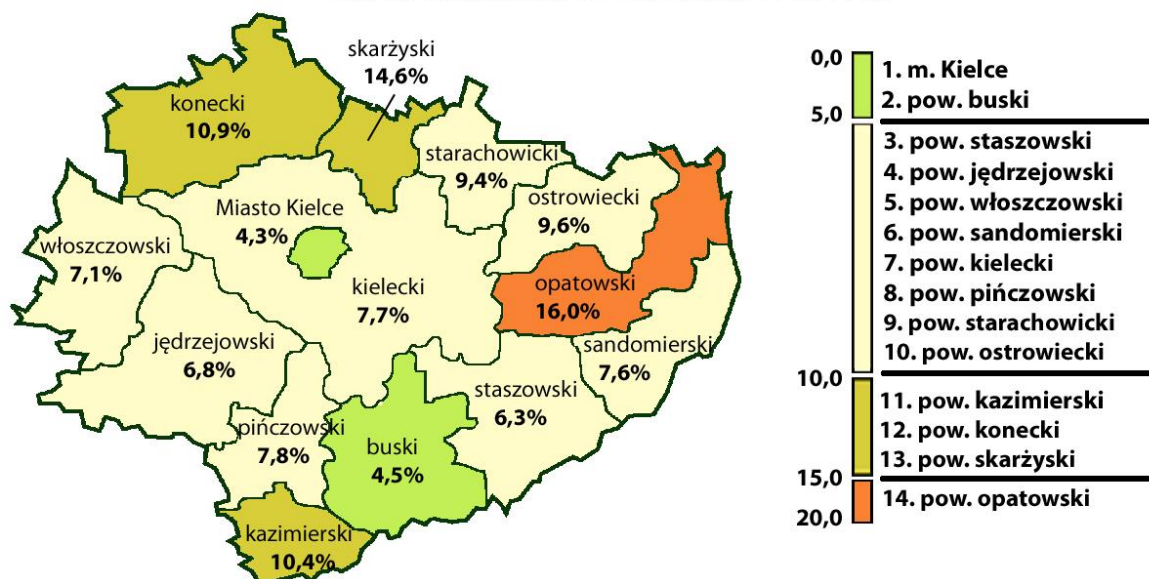 skarżyski
14,6%
konecki
10,9%
starachowicki
9,4%
ostrowiecki
9,6%
Miasto Kielce
4,3%
włoszczowski
7,1%
kielecki
7,7%
opatowski
16,0%
jędrzejowski
6,8%
sandomierski
7,6%
staszowski
6,3%
pińczowski
7,8%
buski
4,5%
kazimierski
10,4%
0,0
1. m. Kielce
2. pow. buski
5,0
3. pow. staszowski
4. pow. jędrzejowski
5. pow. włoszczowski
6. pow. sandomierski
7. pow. kielecki
8. pow. pińczowski
9. pow. starachowicki
10. pow. ostrowiecki
10,0
11. pow. kazimierski
12. pow. konecki
13. pow. skarżyski
15,0
14. pow. opatowski
20,0